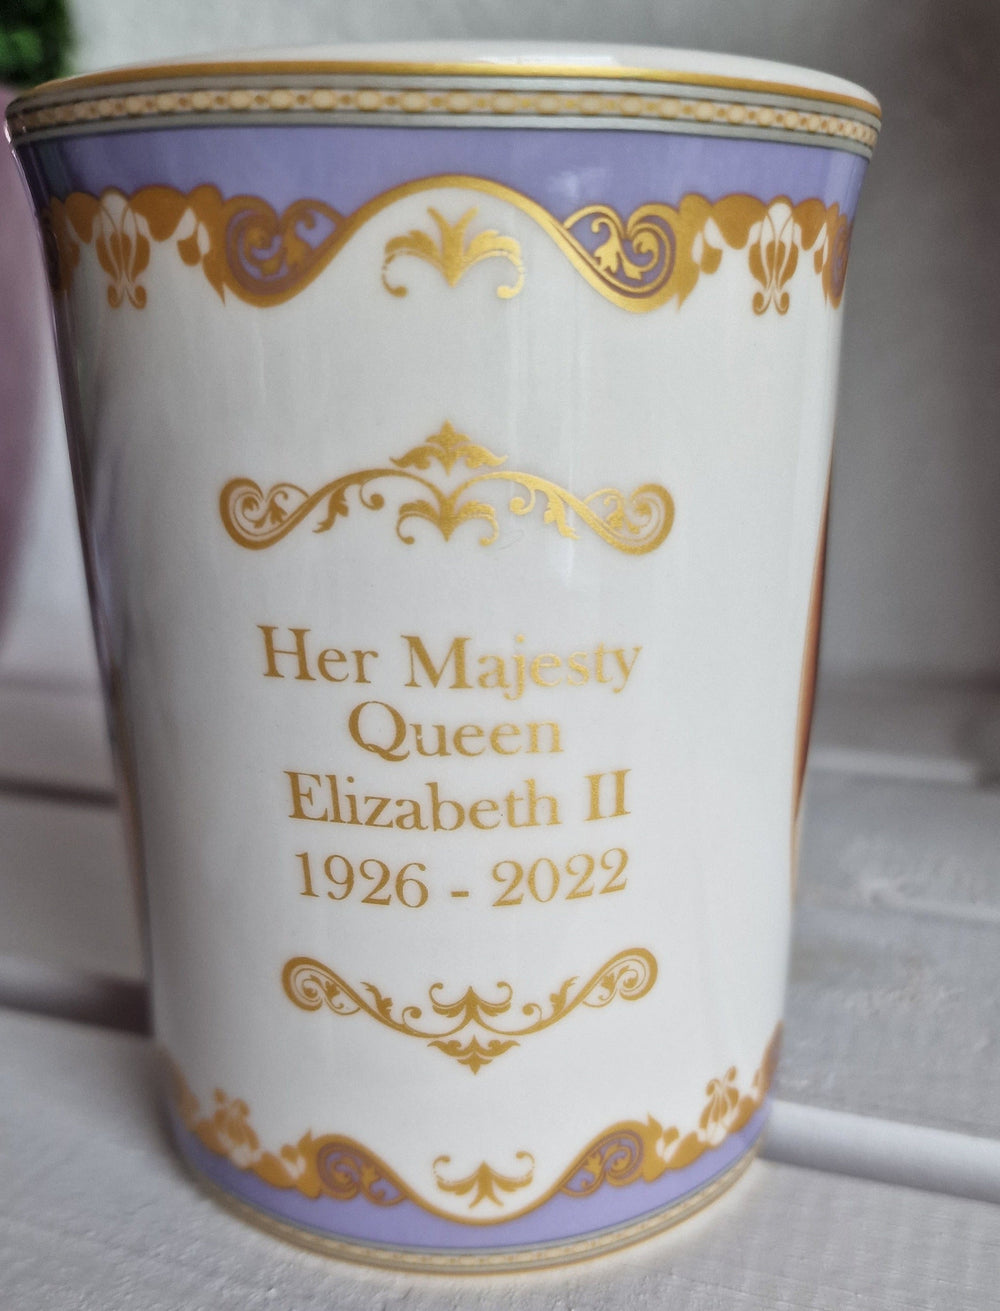 Her Majesty
Queen
Elizabeth II
1926 - 2022